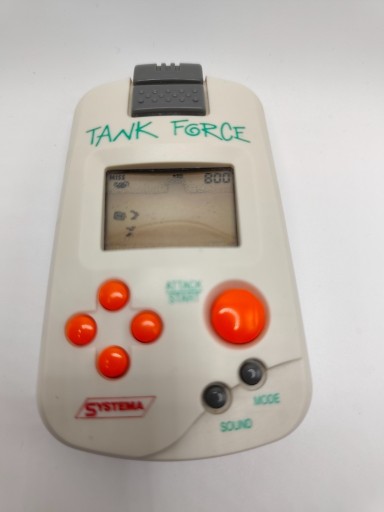 TANK FORCE
800
ATTACK
START
SYSTEMA
MODE
SOUND